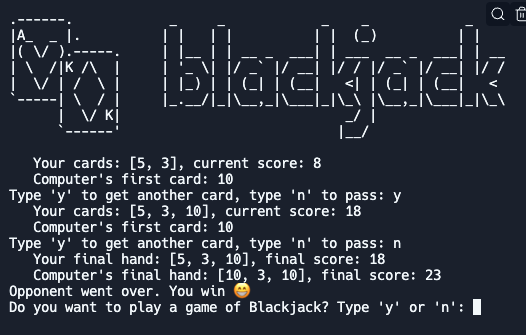 A
K
K
blackjack
Your cards: [5, 3], current score: 8
Computer's first card: 10
Type 'y' to get another card, type 'n' to pass: y
Your cards: [5, 3, 10], current score: 18
Computer's first card: 10
Type 'y' to get another card, type 'n' to pass: n
Your final hand: [5, 3, 10], final score: 18
Computer's final hand: [10, 3, 10], final score: 23
Opponent went over. You win 😁
Do you want to play a game of Blackjack? Type 'y' or 'n':